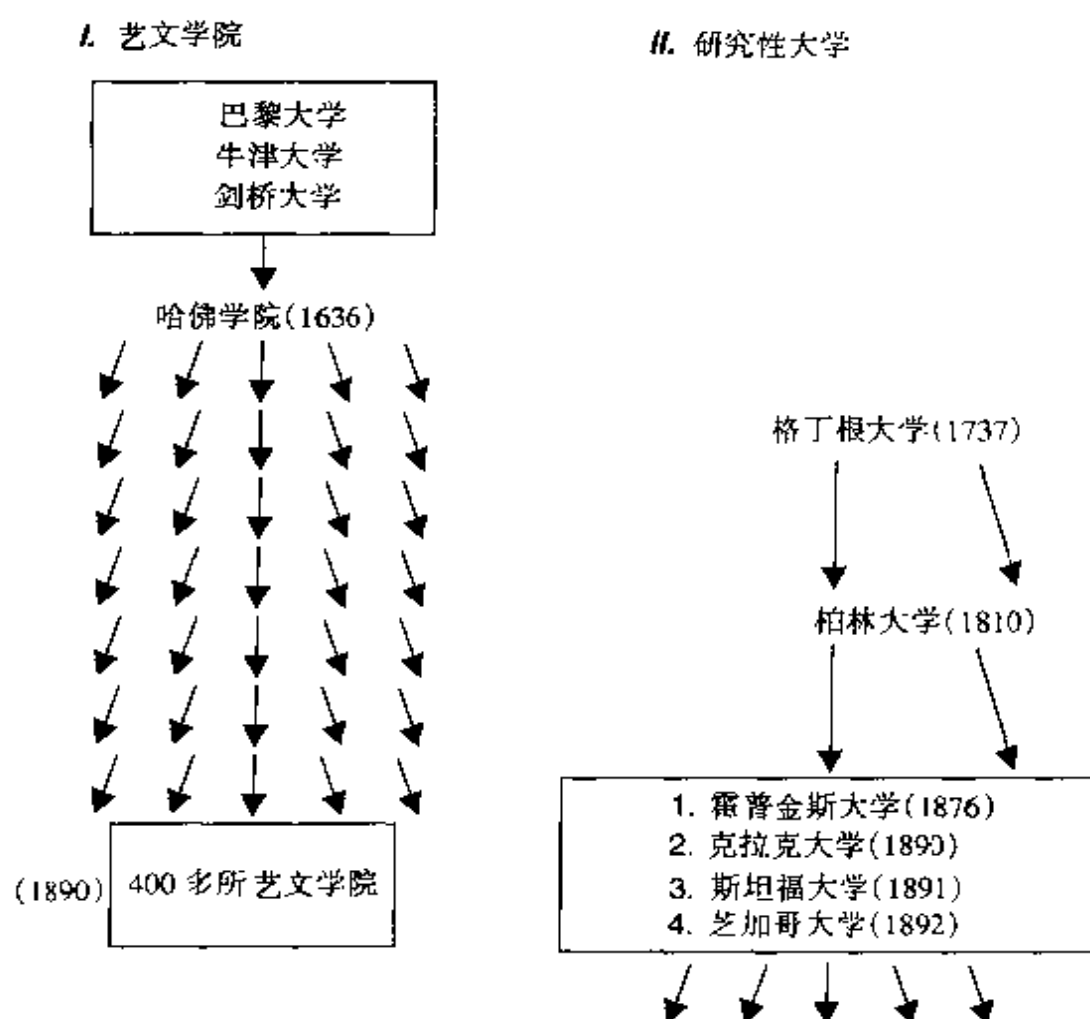 I. 艺文学院
巴黎大学
牛津大学
剑桥大学
哈佛学院(1636)
(1890) 400多所艺文学院
II. 研究性大学
格丁根大学(1737)
柏林大学(1810)
1. 霍普金斯大学(1876)
2. 克拉克大学(1890)
3. 斯坦福大学(1891)
4. 芝加哥大学(1892)